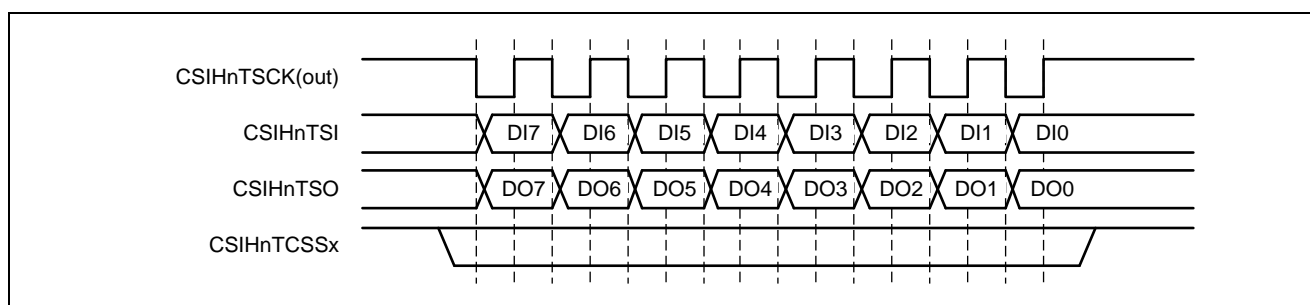 CSIHnTSCK(out)
CSIHnTSI DI7 DI6 DI5 DI4 DI3 DI2 DI1 DI0
CSIHnTSO DO7 DO6 DO5 DO4 DO3 DO2 DO1 DO0
CSIHnTCSSx